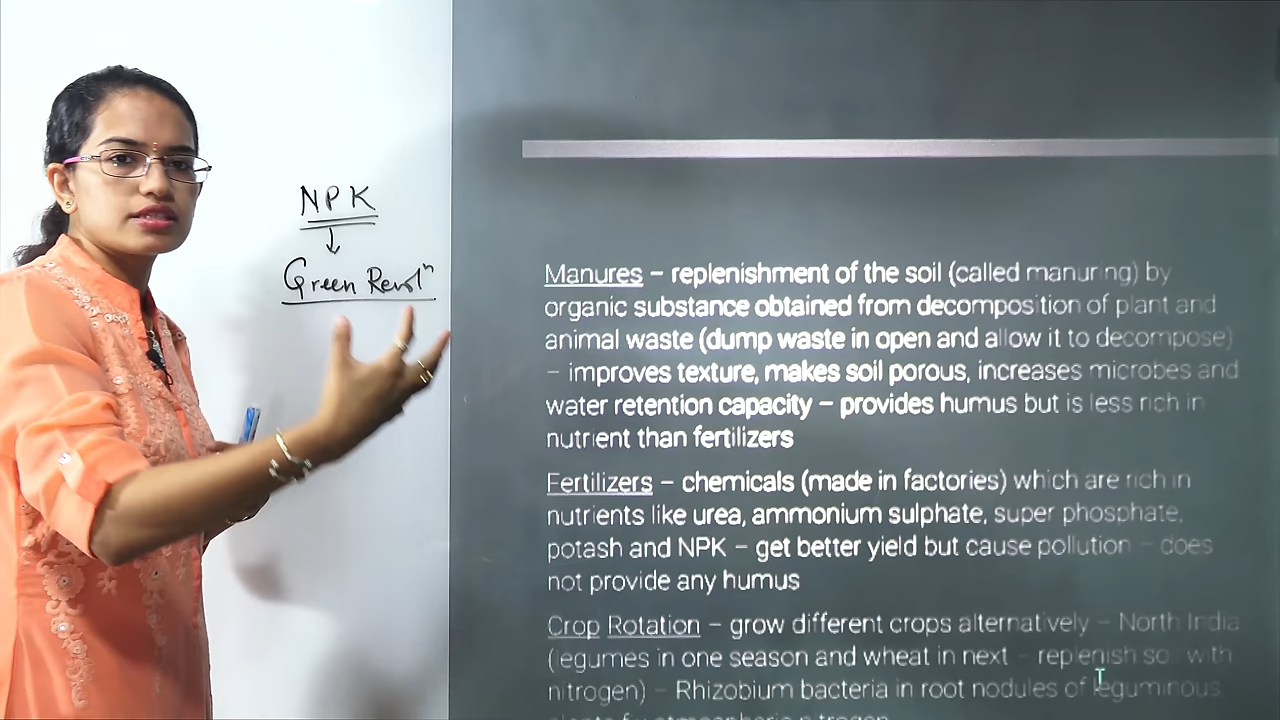 NPK
Green Revolⁿ
Manures – replenishment of the soil (called manuring) by
organic substance obtained from decomposition of plant and
animal waste (dump waste in open and allow it to decompose)
– improves texture, makes soil porous, increases microbes and
water retention capacity – provides humus but is less rich in
nutrient than fertilizers
Fertilizers – chemicals (made in factories) which are rich in
nutrients like urea, ammonium sulphate, super phosphate,
potash and NPK – get better yield but cause pollution – does
not provide any humus
Crop Rotation – grow different crops alternatively – North India
(legumes in one season and wheat in next – replenish soil with
nitrogen) – Rhizobium bacteria in root nodules of leguminous